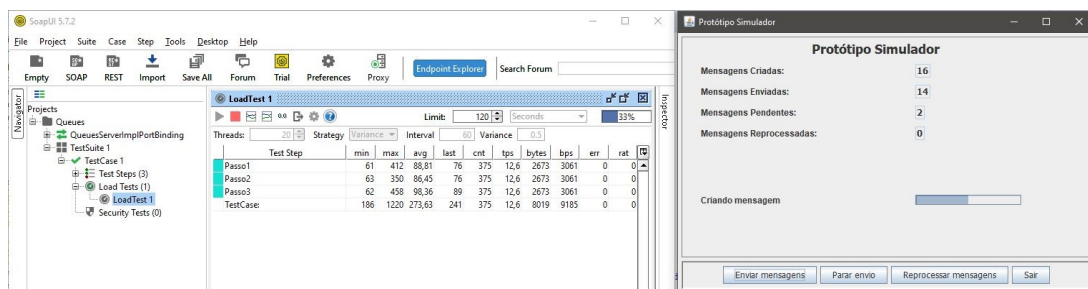 SoapUI 5.7.2
File Project Suite Case Step Tools Desktop Help
Empty SOAP REST Import Save All Forum Trial Preferences Proxy Endpoint Explorer Search Forum
Navigator
Projects
Queues
QueuesServerImplPortBinding
TestSuite 1
TestCase 1
Test Steps (3)
Load Tests (1)
LoadTest 1
Security Tests (0)
LoadTest 1
0.0 Limit: 120 Seconds 33%
Threads: 20 Strategy Variance Interval 60 Variance 0.5
Test Step min max avg last cnt tps bytes bps err rat
Passo1 61 412 88,81 76 375 12,6 2673 3061 0 0
Passo2 63 350 86,45 76 375 12,6 2673 3061 0 0
Passo3 62 458 98,36 89 375 12,6 2673 3061 0 0
TestCase: 186 1220 273,63 241 375 12,6 8019 9185 0 0
Inspector
Protótipo Simulador
Protótipo Simulador
Mensagens Criadas: 16
Mensagens Enviadas: 14
Mensagens Pendentes: 2
Mensagens Reprocessadas: 0
Criando mensagem
Enviar mensagens Parar envio Reprocessar mensagens Sair